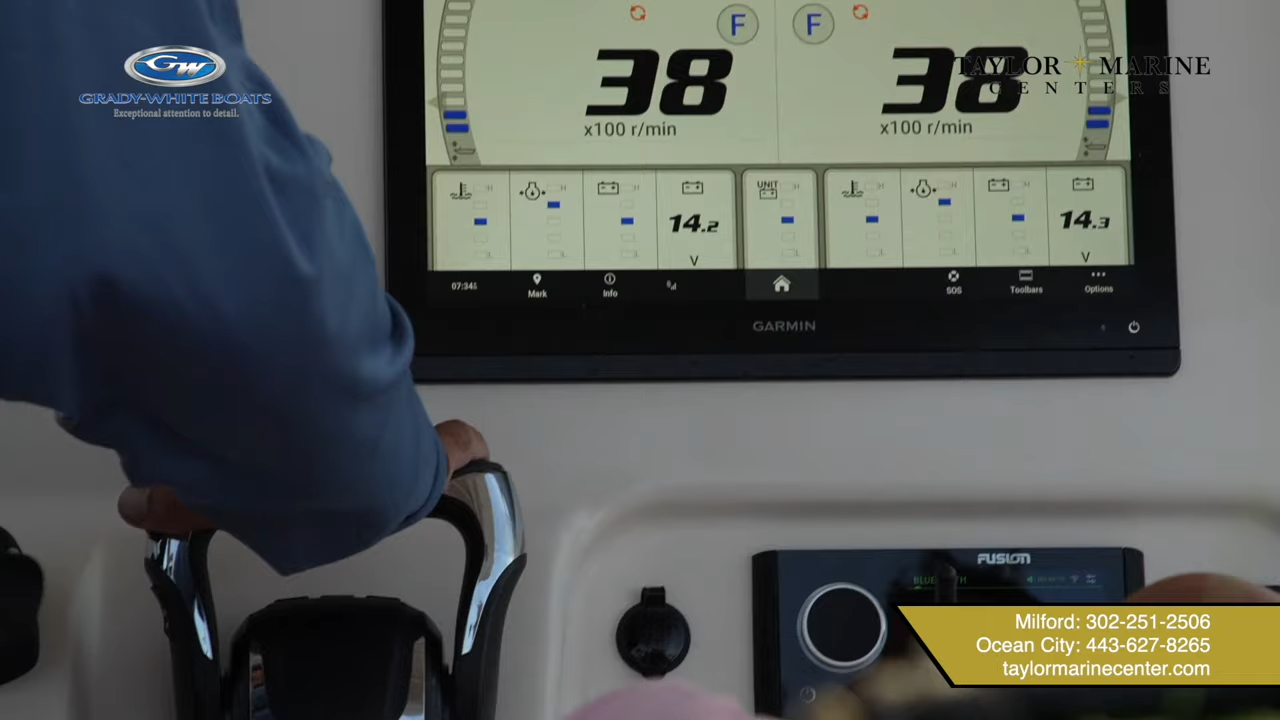 GW
GRADY-WHITE BOATS
Exceptional attention to detail.
TAYLOR MARINE
CENTERS
F
F
38
38
x100 r/min
x100 r/min
H
H
H
UNIT
H
H
H
H
14.2
14.3
L
L
L
L
L
L
L
V
V
Mark
Info
SOS
Toolbars
Options
GARMIN
FUSION
Milford: 302-251-2506
Ocean City: 443-627-8265
taylormarinecenter.com